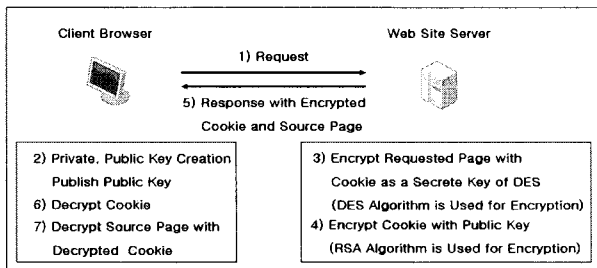 Client Browser
Web Site Server
1) Request
5) Response with Encrypted
Cookie and Source Page
2) Private, Public Key Creation
Publish Public Key
6) Decrypt Cookie
7) Decrypt Source Page with
Decrypted Cookie
3) Encrypt Requested Page with
Cookie as a Secrete Key of DES
(DES Algorithm is Used for Encryption)
4) Encrypt Cookie with Public Key
(RSA Algorithm is Used for Encryption)